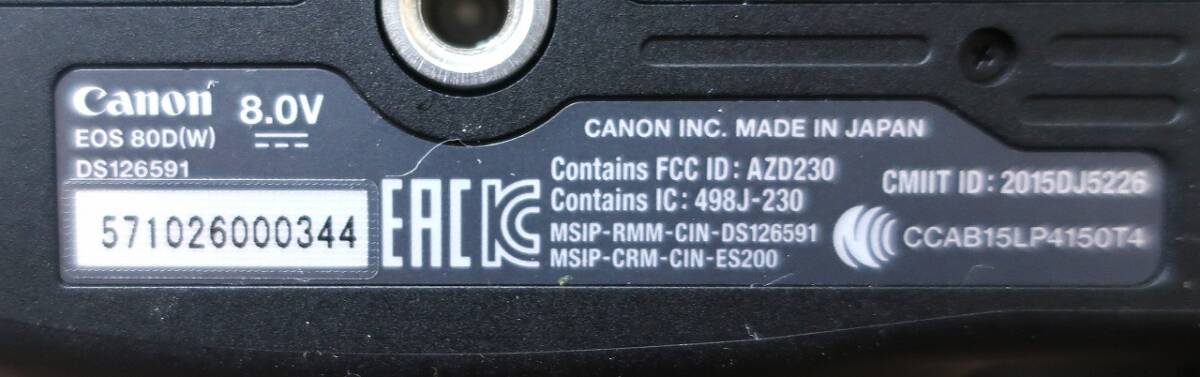 Canon
8.0V
EOS 80D(W)
DS126591
571026000344
EAC
CANON INC. MADE IN JAPAN
Contains FCC ID: AZD230
Contains IC: 498J-230
MSIP-RMM-CIN-DS126591
MSIP-CRM-CIN-ES200
CMIIT ID: 2015DJ5226
CCAB15LP4150T4